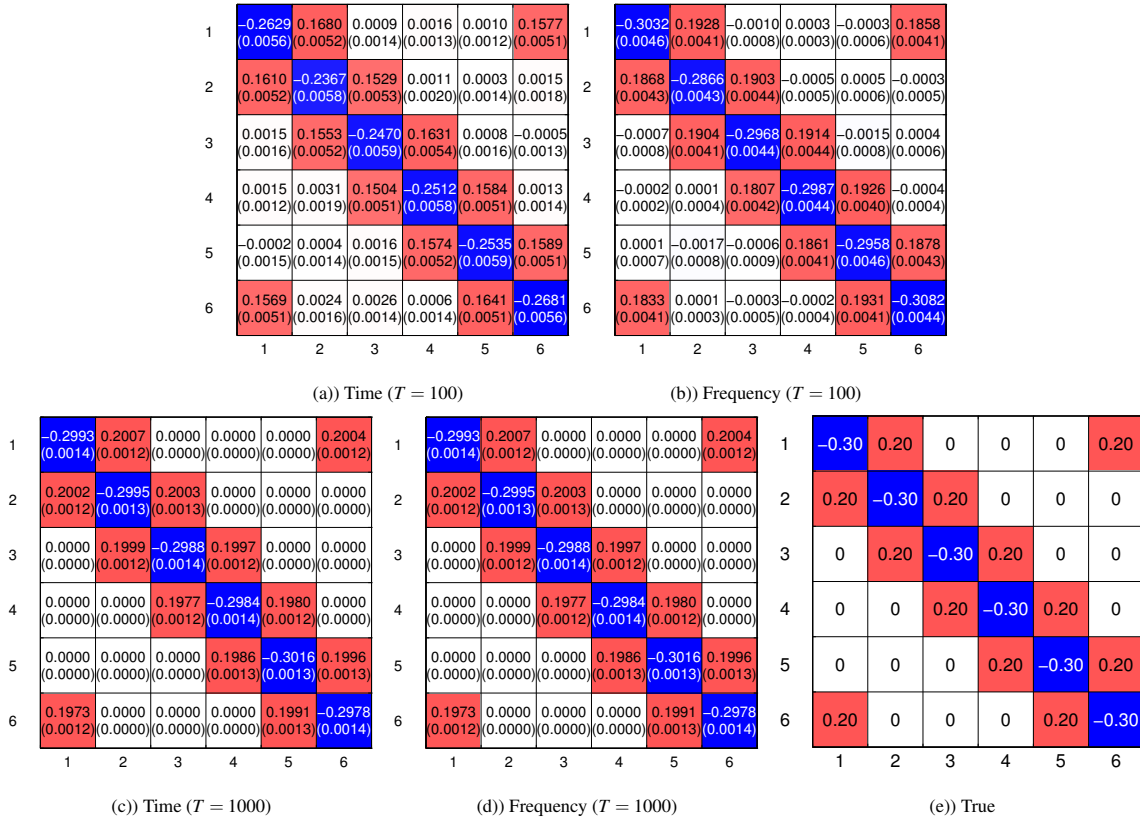 1 −0.2629 0.1680 0.0009 0.0016 0.0010 0.1577
(0.0056) (0.0052) (0.0014) (0.0013) (0.0012) (0.0051)
2 0.1610 −0.2367 0.1529 0.0011 0.0003 0.0015
(0.0052) (0.0058) (0.0053) (0.0020) (0.0014) (0.0018)
3 0.0015 0.1553 −0.2470 0.1631 0.0008 −0.0005
(0.0016) (0.0052) (0.0059) (0.0054) (0.0016) (0.0013)
4 0.0015 0.0031 0.1504 −0.2512 0.1584 0.0013
(0.0012) (0.0019) (0.0051) (0.0058) (0.0051) (0.0014)
5 −0.0002 0.0004 0.0016 0.1574 −0.2535 0.1589
(0.0015) (0.0014) (0.0015) (0.0052) (0.0059) (0.0051)
6 0.1569 0.0024 0.0026 0.0006 0.1641 −0.2681
(0.0051) (0.0016) (0.0014) (0.0014) (0.0051) (0.0056)
1 2 3 4 5 6
(a)) Time (T = 100)
1 −0.3032 0.1928 −0.0010 0.0003 −0.0003 0.1858
(0.0046) (0.0041) (0.0008) (0.0003) (0.0006) (0.0041)
2 0.1868 −0.2866 0.1903 −0.0005 0.0005 −0.0003
(0.0043) (0.0043) (0.0044) (0.0005) (0.0006) (0.0005)
3 −0.0007 0.1904 −0.2968 0.1914 −0.0015 0.0004
(0.0008) (0.0041) (0.0044) (0.0044) (0.0008) (0.0006)
4 −0.0002 0.0001 0.1807 −0.2987 0.1926 −0.0004
(0.0002) (0.0004) (0.0042) (0.0044) (0.0040) (0.0004)
5 0.0001 −0.0017 −0.0006 0.1861 −0.2958 0.1878
(0.0007) (0.0008) (0.0009) (0.0041) (0.0046) (0.0043)
6 0.1833 0.0001 −0.0003 −0.0002 0.1931 −0.3082
(0.0041) (0.0003) (0.0005) (0.0004) (0.0041) (0.0044)
1 2 3 4 5 6
(b)) Frequency (T = 100)
1 −0.2993 0.2007 0.0000 0.0000 0.0000 0.2004
(0.0014) (0.0012) (0.0000) (0.0000) (0.0000) (0.0012)
2 0.2002 −0.2995 0.2003 0.0000 0.0000 0.0000
(0.0012) (0.0013) (0.0013) (0.0000) (0.0000) (0.0000)
3 0.0000 0.1999 −0.2988 0.1997 0.0000 0.0000
(0.0000) (0.0012) (0.0014) (0.0012) (0.0000) (0.0000)
4 0.0000 0.0000 0.1977 −0.2984 0.1980 0.0000
(0.0000) (0.0000) (0.0012) (0.0014) (0.0012) (0.0000)
5 0.0000 0.0000 0.0000 0.1986 −0.3016 0.1996
(0.0000) (0.0000) (0.0000) (0.0013) (0.0013) (0.0013)
6 0.1973 0.0000 0.0000 0.0000 0.1991 −0.2978
(0.0012) (0.0000) (0.0000) (0.0000) (0.0013) (0.0014)
1 2 3 4 5 6
(c)) Time (T = 1000)
1 −0.2993 0.2007 0.0000 0.0000 0.0000 0.2004
(0.0014) (0.0012) (0.0000) (0.0000) (0.0000) (0.0012)
2 0.2002 −0.2995 0.2003 0.0000 0.0000 0.0000
(0.0012) (0.0013) (0.0013) (0.0000) (0.0000) (0.0000)
3 0.0000 0.1999 −0.2988 0.1997 0.0000 0.0000
(0.0000) (0.0012) (0.0014) (0.0012) (0.0000) (0.0000)
4 0.0000 0.0000 0.1977 −0.2984 0.1980 0.0000
(0.0000) (0.0000) (0.0012) (0.0014) (0.0012) (0.0000)
5 0.0000 0.0000 0.0000 0.1986 −0.3016 0.1996
(0.0000) (0.0000) (0.0000) (0.0013) (0.0013) (0.0013)
6 0.1973 0.0000 0.0000 0.0000 0.1991 −0.2978
(0.0012) (0.0000) (0.0000) (0.0000) (0.0013) (0.0014)
1 2 3 4 5 6
(d)) Frequency (T = 1000)
1 −0.30 0.20 0 0 0 0.20
2 0.20 −0.30 0.20 0 0 0
3 0 0.20 −0.30 0.20 0 0
4 0 0 0.20 −0.30 0.20 0
5 0 0 0 0.20 −0.30 0.20
6 0.20 0 0 0 0.20 −0.30
1 2 3 4 5 6
(e)) True